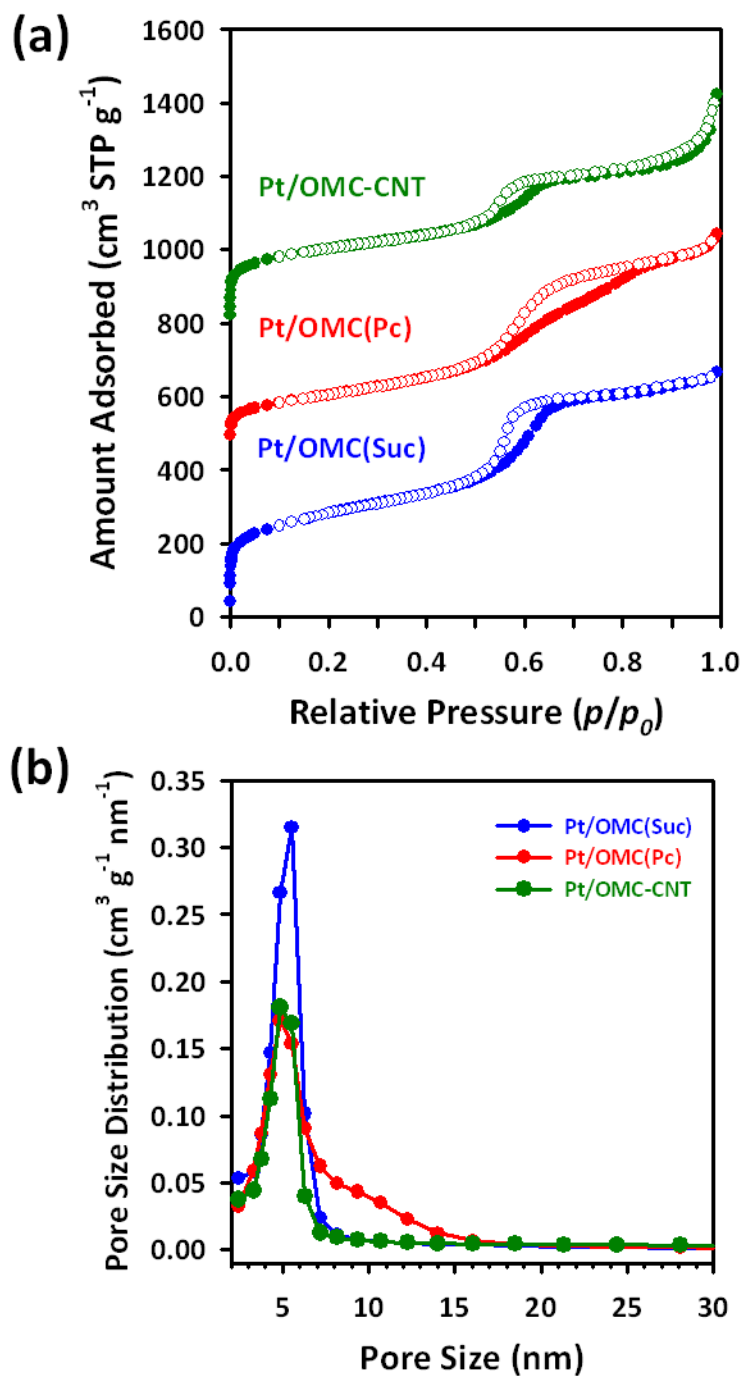 (a)
1600
1400
1200
1000
800
600
400
200
0
Amount Adsorbed (cm³ STP g⁻¹)
Pt/OMC-CNT
Pt/OMC(Pc)
Pt/OMC(Suc)
0.0 0.2 0.4 0.6 0.8 1.0
Relative Pressure (p/p₀)
(b)
0.35
0.30
0.25
0.20
0.15
0.10
0.05
0.00
Pore Size Distribution (cm³ g⁻¹ nm⁻¹)
Pt/OMC(Suc)
Pt/OMC(Pc)
Pt/OMC-CNT
5 10 15 20 25 30
Pore Size (nm)